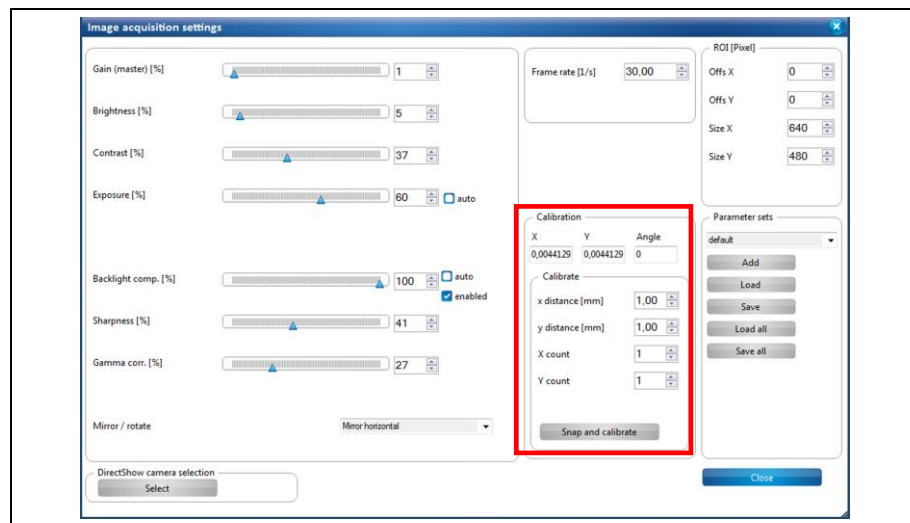 Image acquisition settings
Gain (master) [%]
1
Brightness [%]
5
Contrast [%]
37
Exposure [%]
60
auto
Backlight comp. [%]
100
auto
enabled
Sharpness [%]
41
Gamma corr. [%]
27
Mirror / rotate
Mirror horizontal
DirectShow camera selection
Select
Frame rate [1/s]
30,00
Calibration
X Y Angle
0,0044129 0,0044129 0
Calibrate
x distance [mm] 1,00
y distance [mm] 1,00
X count 1
Y count 1
Snap and calibrate
ROI [Pixel]
Offs X 0
Offs Y 0
Size X 640
Size Y 480
Parameter sets
default
Add
Load
Save
Load all
Save all
Close